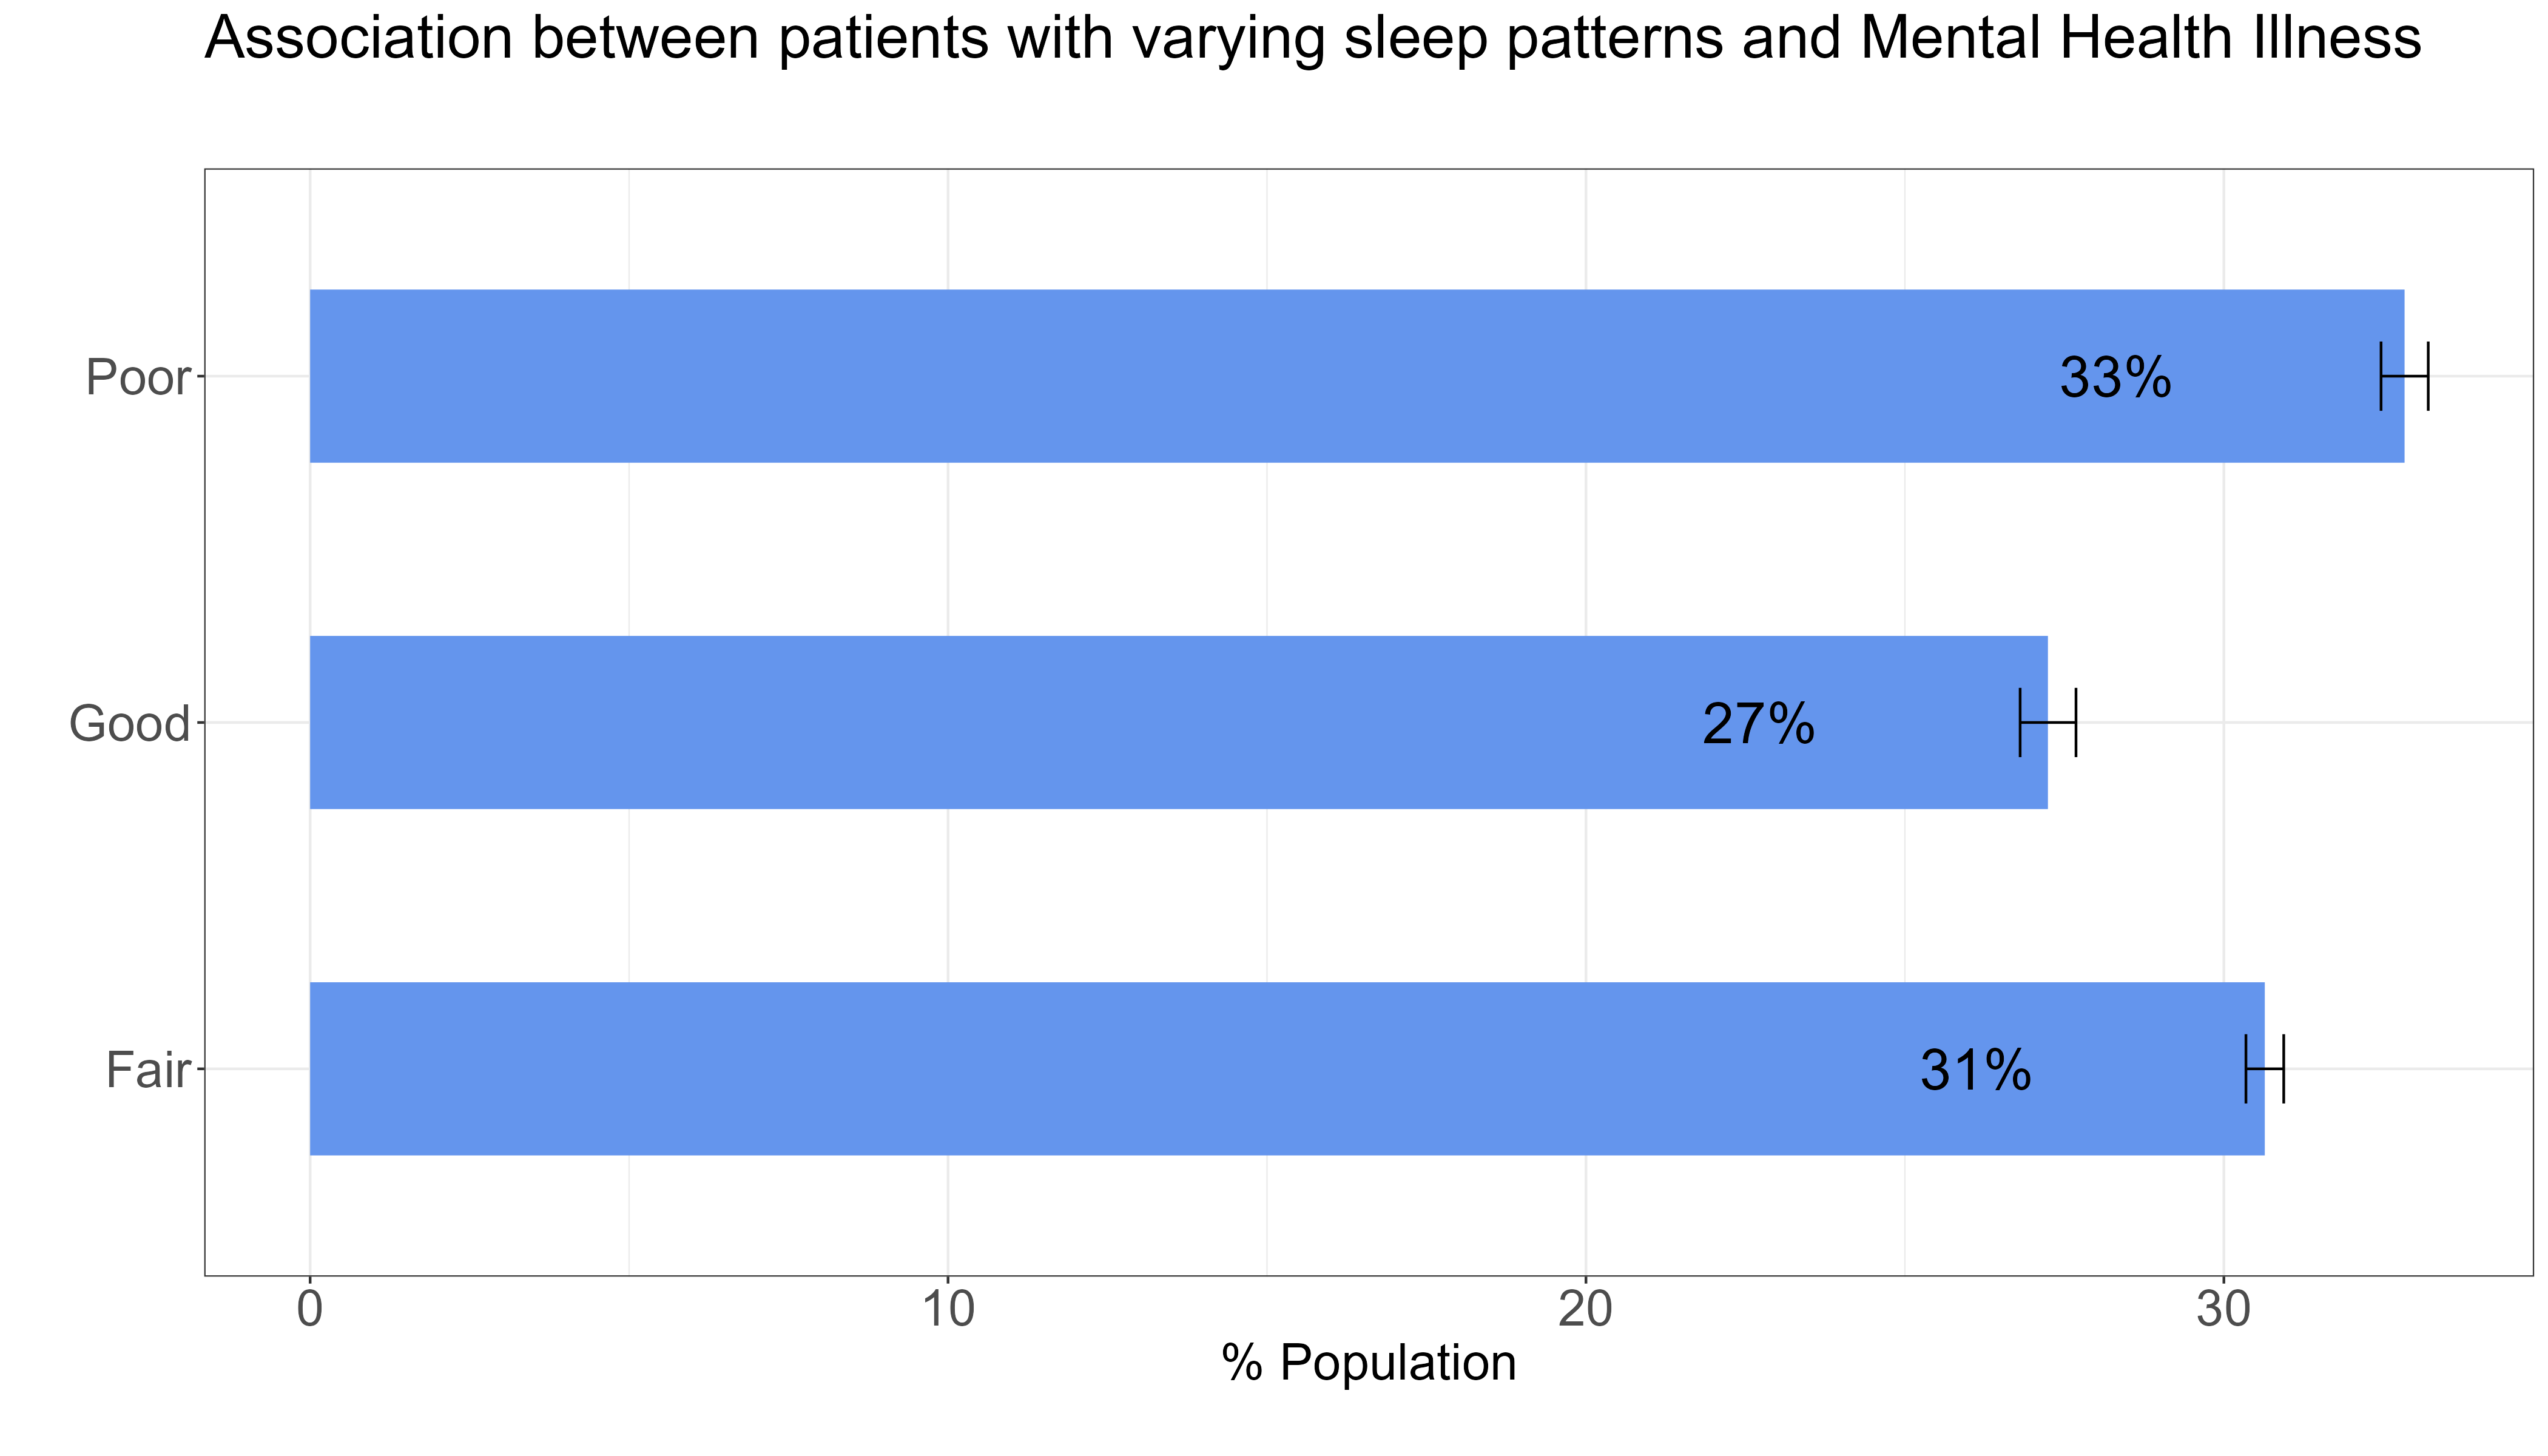 Association between patients with varying sleep patterns and Mental Health Illness
Poor
33%
Good
27%
Fair
31%
0 10 20 30
% Population